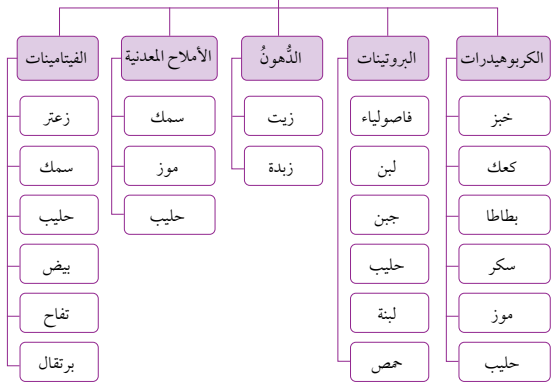 الكربوهيدرات
خبز
كعك
بطاطا
سكر
موز
حليب
البروتينات
فاصولياء
لبن
جبن
حليب
لبنة
حمص
الدُّهونُ
زيت
زبدة
الأملاح المعدنية
سمك
موز
حليب
الفيتامينات
زعتر
سمك
حليب
بيض
تفاح
برتقال